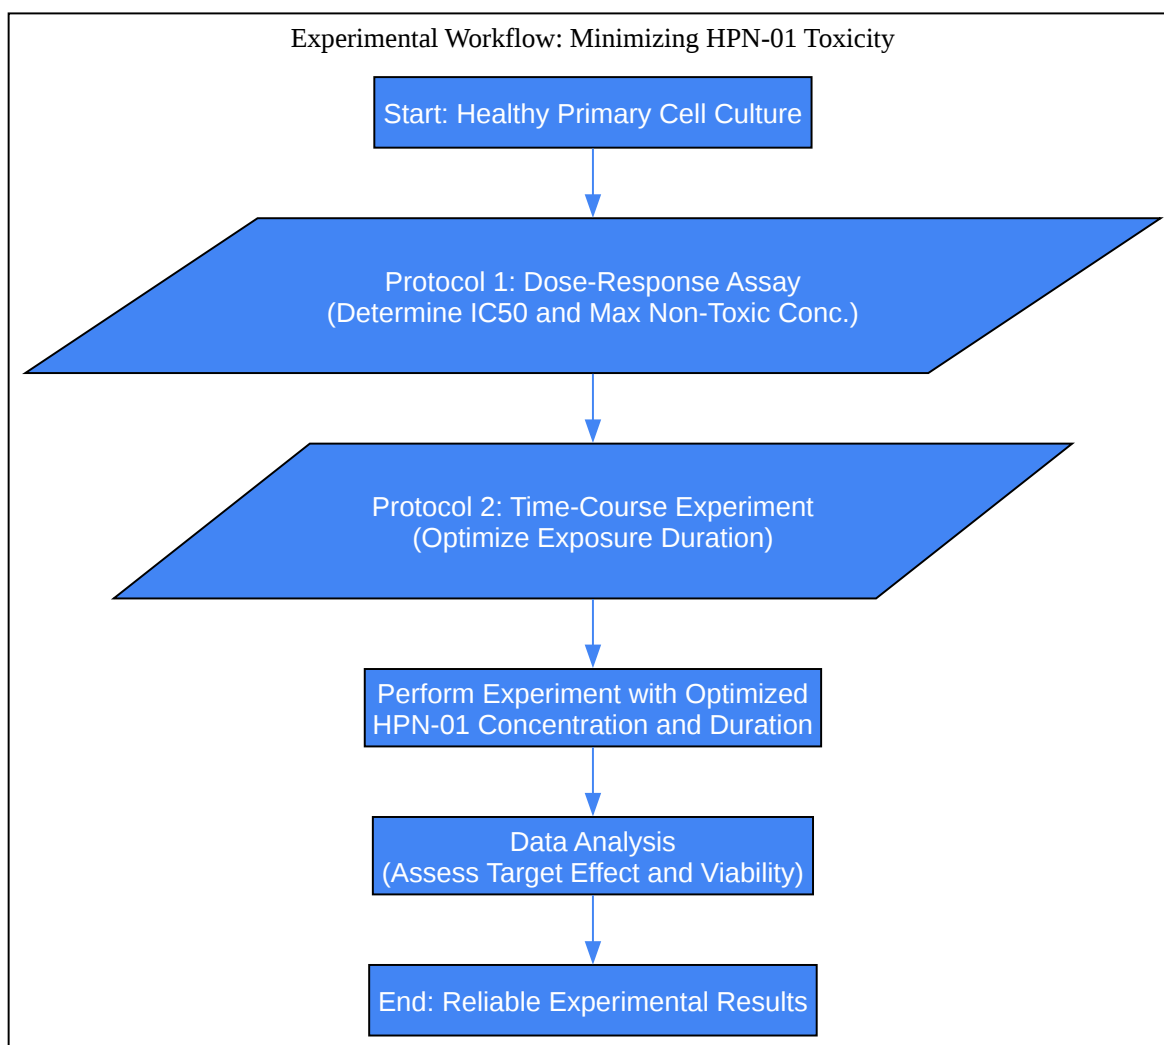 Experimental Workflow: Minimizing HPN-01 Toxicity
Start: Healthy Primary Cell Culture
Protocol 1: Dose-Response Assay
(Determine IC50 and Max Non-Toxic Conc.)
Protocol 2: Time-Course Experiment
(Optimize Exposure Duration)
Perform Experiment with Optimized
HPN-01 Concentration and Duration
Data Analysis
(Assess Target Effect and Viability)
End: Reliable Experimental Results